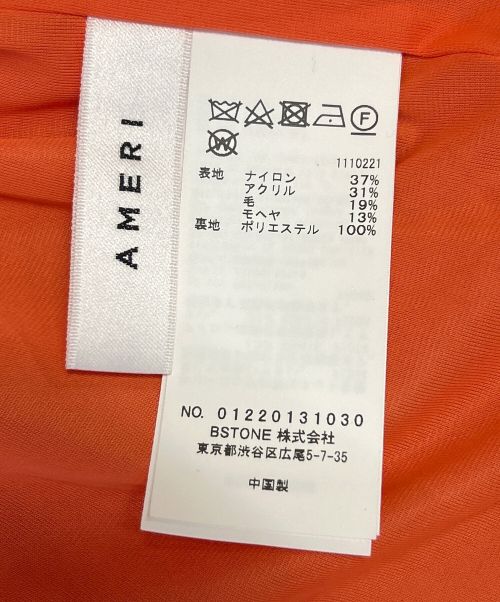 AMERI
F
W
1110221
表地 ナイロン 37%
アクリル 31%
毛 19%
モヘヤ 13%
裏地 ポリエステル 100%
NO. 01220131030
BSTONE 株式会社
東京都渋谷区広尾5-7-35
中国製